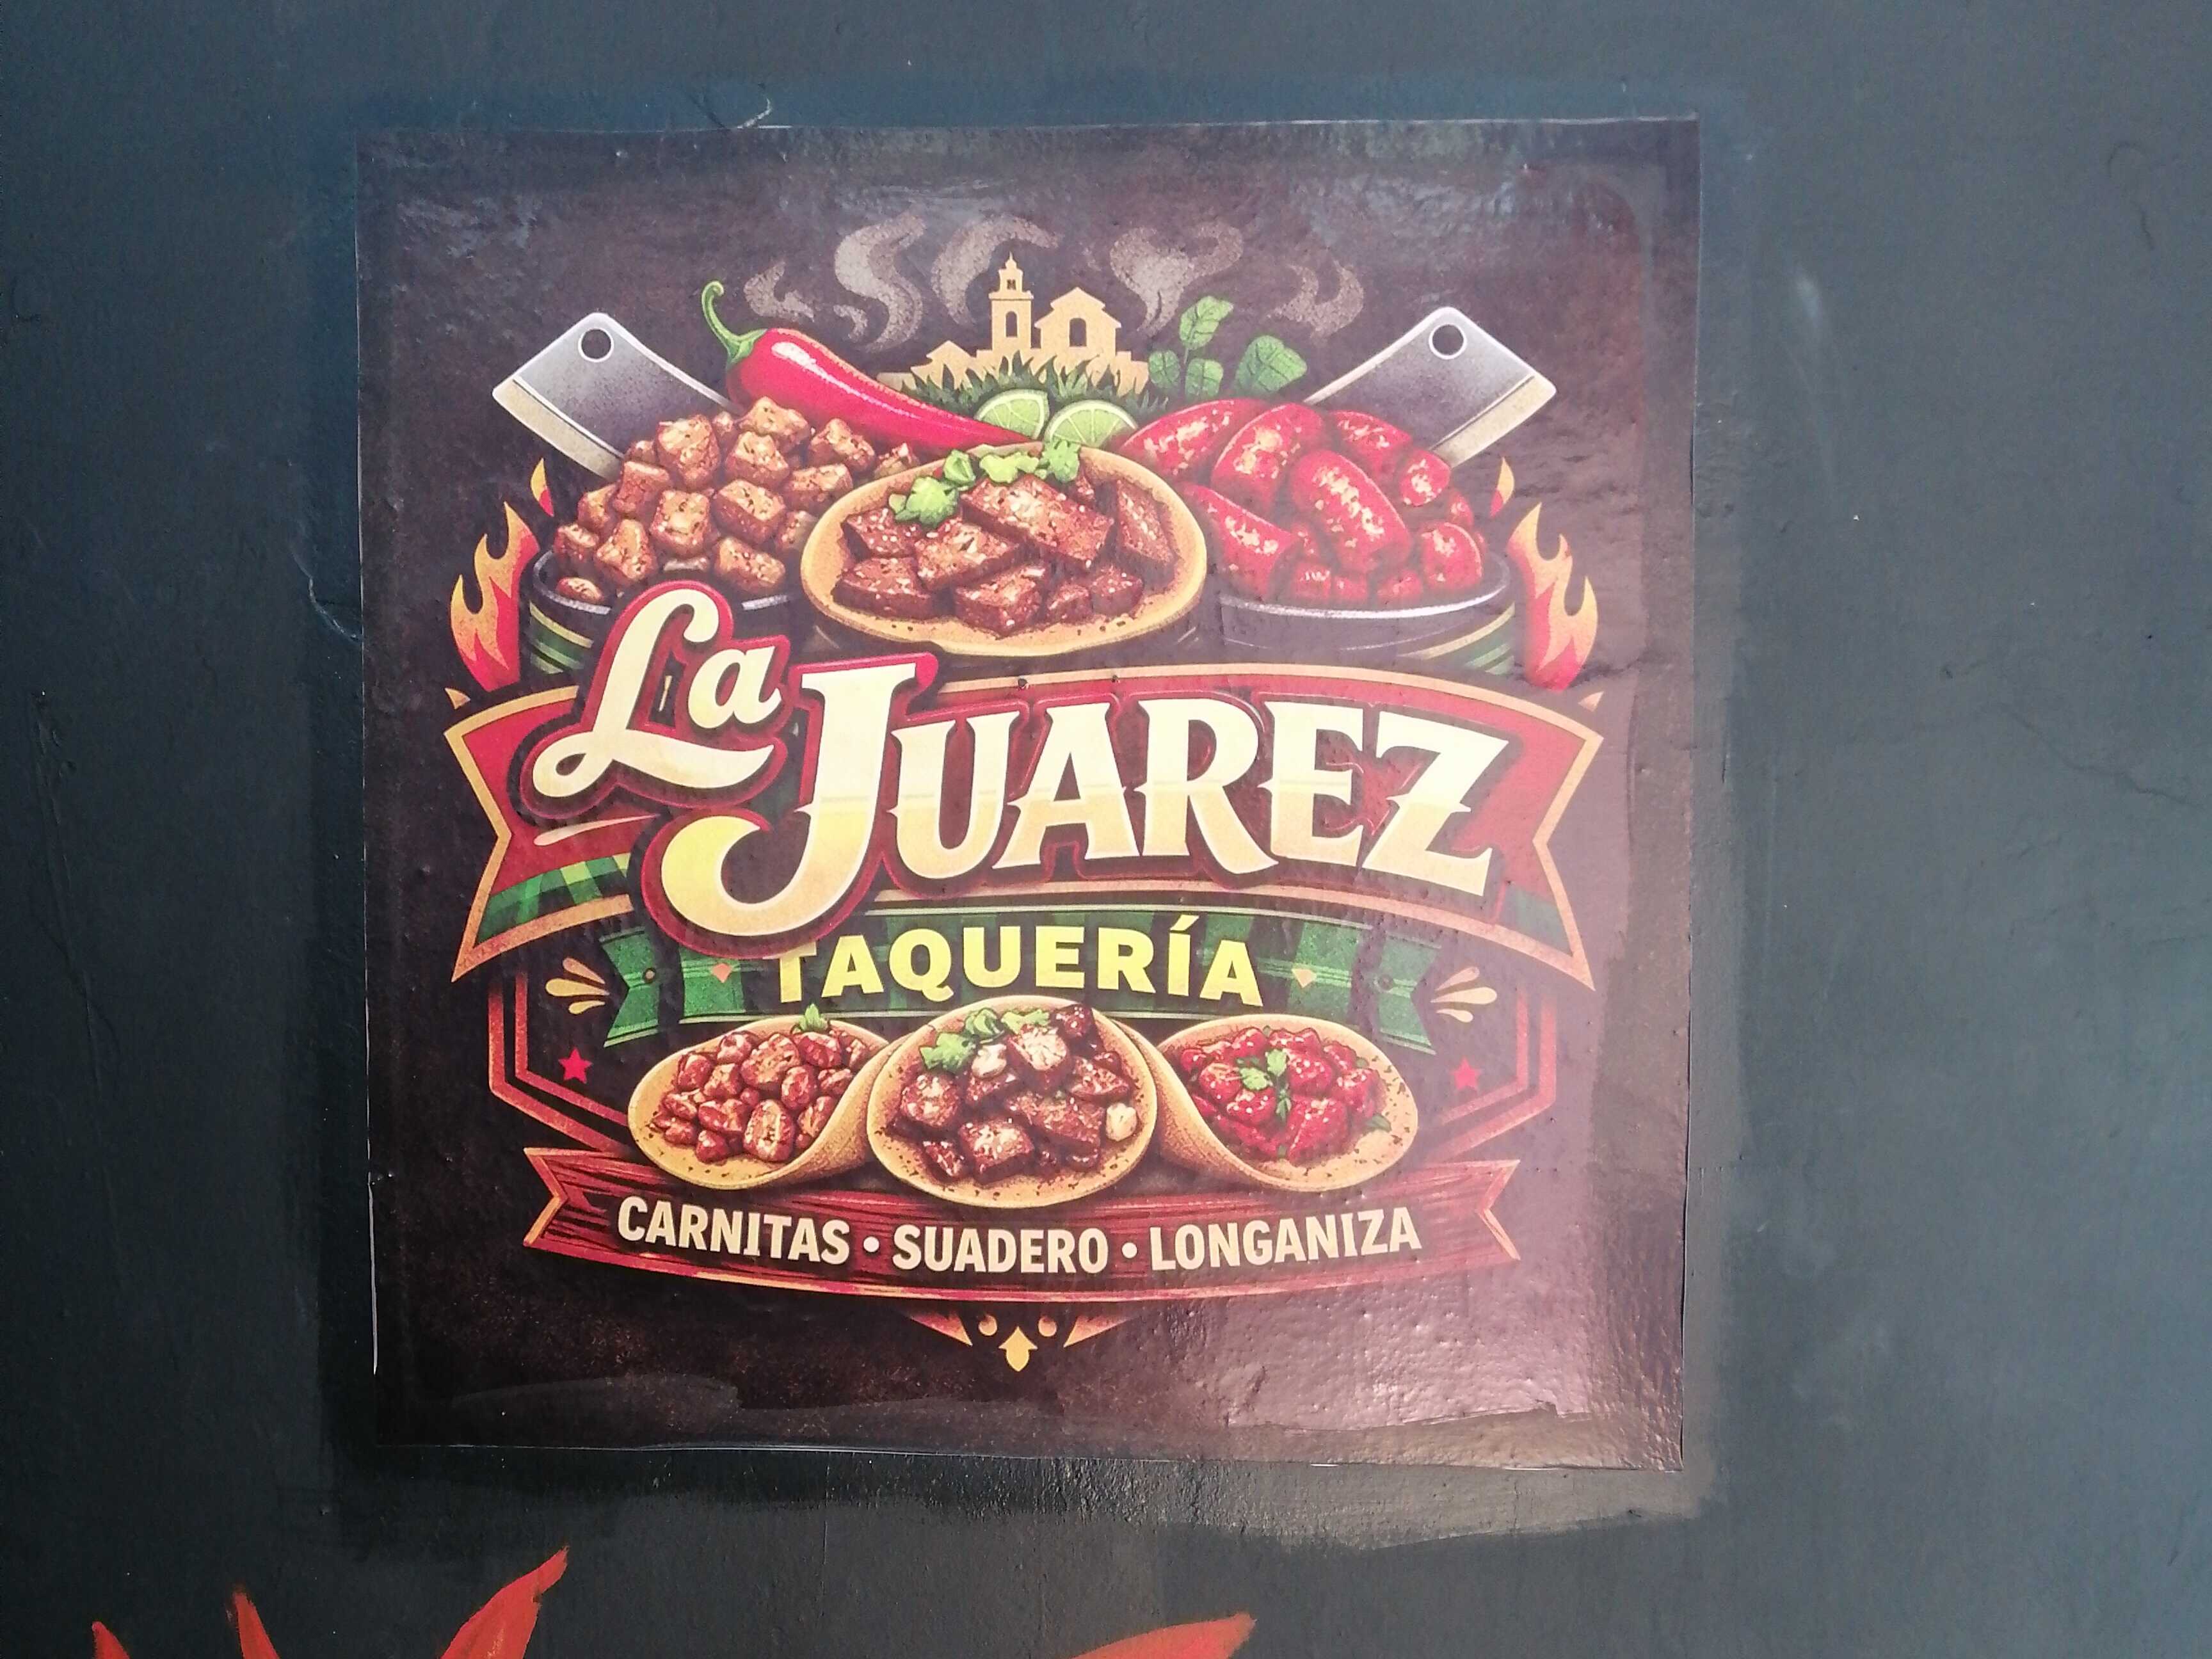 La JUAREZ
TAQUERÍA
CARNITAS • SUADERO • LONGANIZA